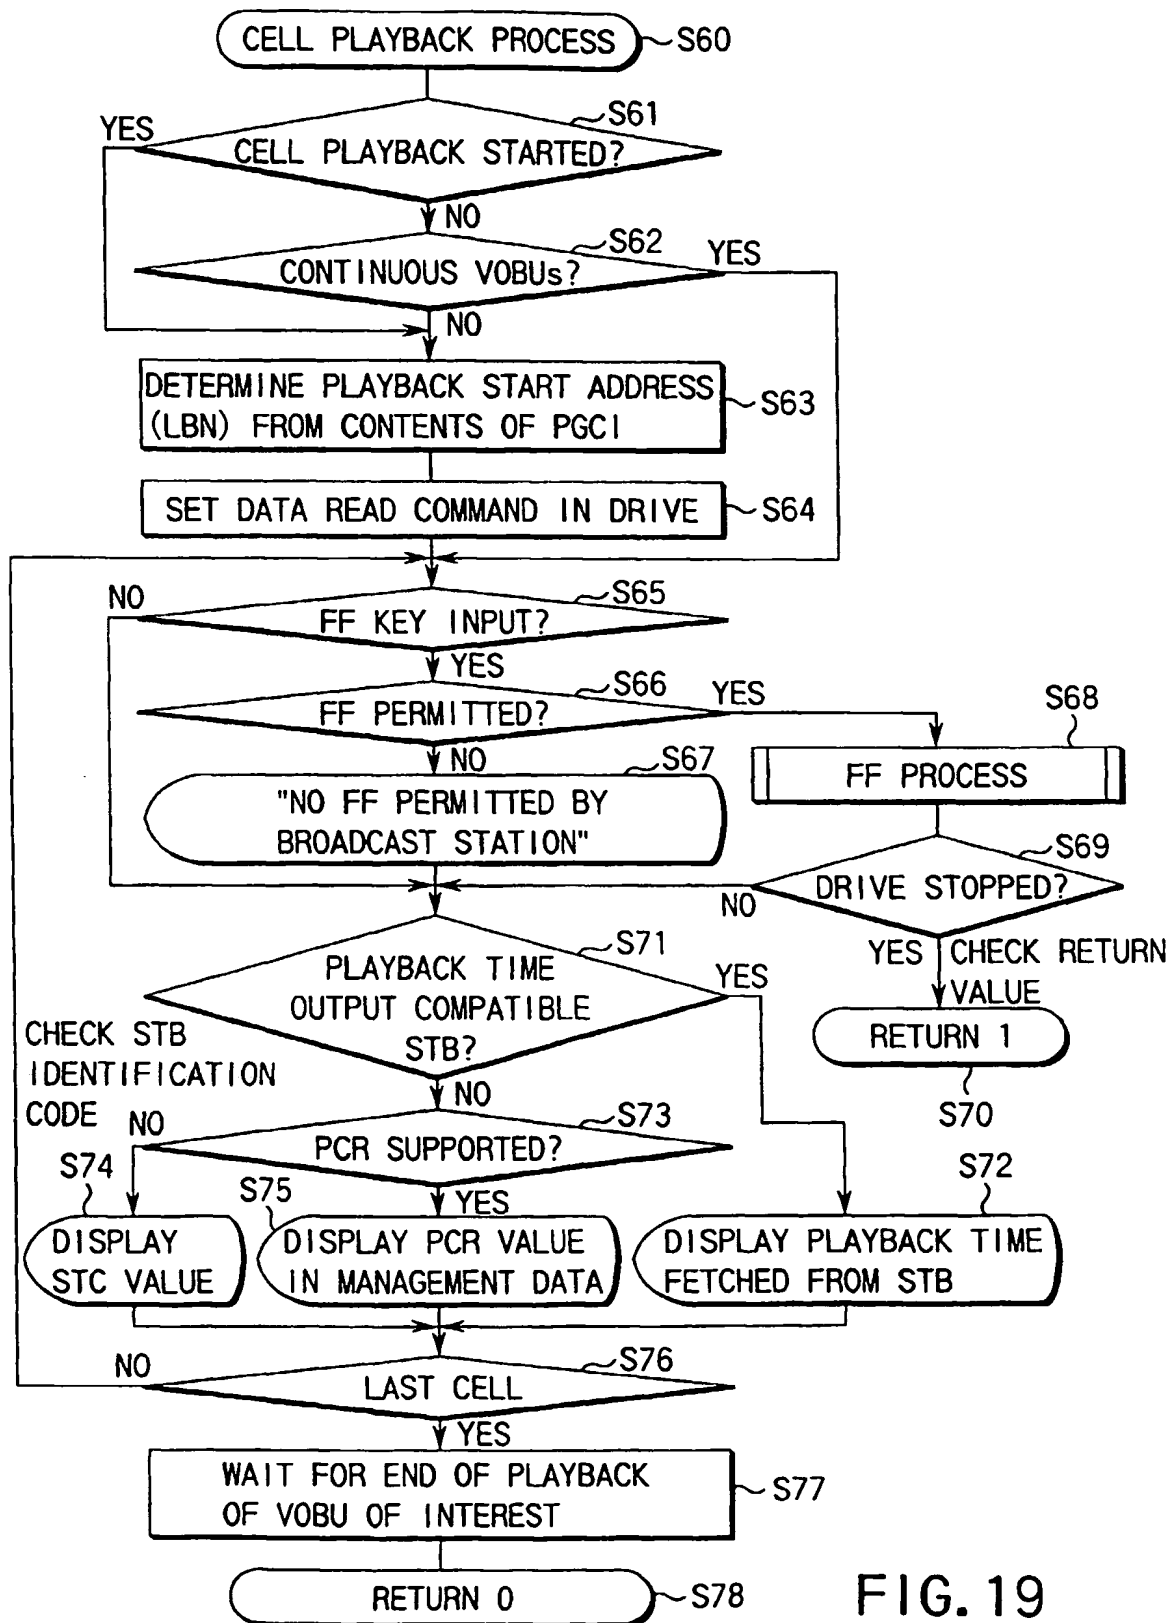 CELL PLAYBACK PROCESS
S60
S61
YES
CELL PLAYBACK STARTED?
NO
S62
YES
CONTINUOUS VOBUs?
NO
DETERMINE PLAYBACK START ADDRESS
(LBN) FROM CONTENTS OF PGCI
S63
SET DATA READ COMMAND IN DRIVE
S64
NO
S65
FF KEY INPUT?
YES
S66
YES
FF PERMITTED?
S68
NO
S67
FF PROCESS
"NO FF PERMITTED BY
BROADCAST STATION"
S69
DRIVE STOPPED?
NO
S71
YES
CHECK RETURN
VALUE
PLAYBACK TIME
OUTPUT COMPATIBLE
STB?
YES
RETURN 1
S70
CHECK STB
IDENTIFICATION
CODE
NO
NO
S73
PCR SUPPORTED?
S74
S75
YES
S72
DISPLAY
STC VALUE
DISPLAY PCR VALUE
IN MANAGEMENT DATA
DISPLAY PLAYBACK TIME
FETCHED FROM STB
NO
S76
LAST CELL
YES
WAIT FOR END OF PLAYBACK
OF VOBU OF INTEREST
S77
RETURN 0
S78
FIG. 19